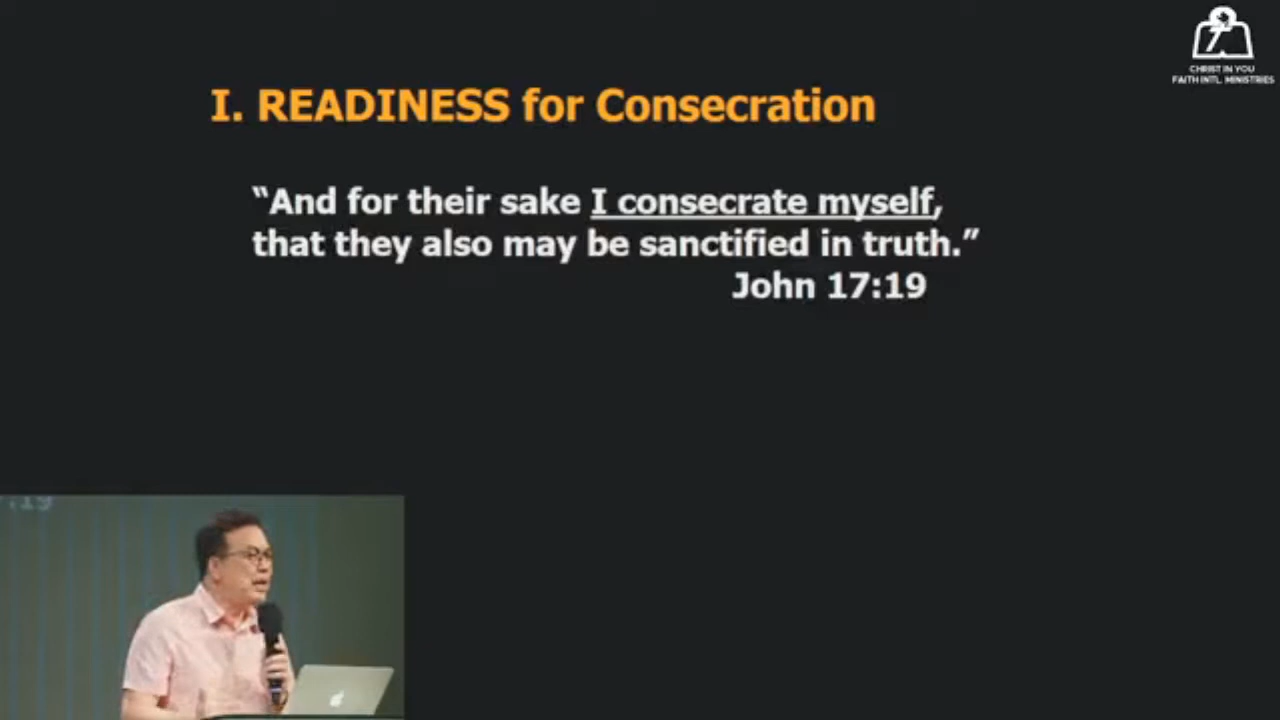 CHRIST IN YOU
FAITH INTL. MINISTRIES
I. READINESS for Consecration
“And for their sake I consecrate myself,
that they also may be sanctified in truth.”
John 17:19
:19